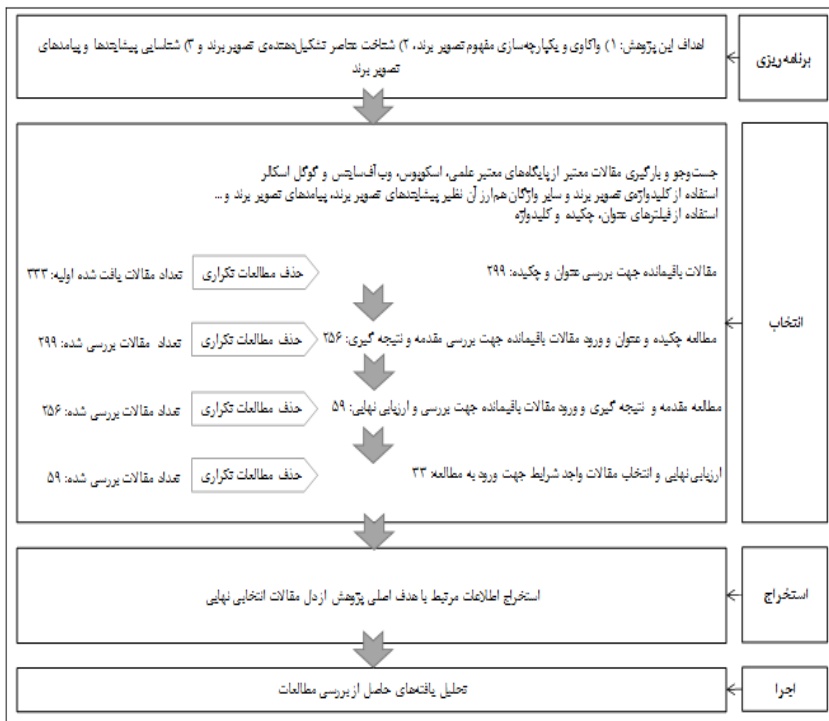 برنامه ریزی
اهداف این پژوهش: ۱) واکاوی و یکپارچه‌سازی مفهوم تصویر برند، ۲) شناخت عناصر تشکیل‌دهنده‌ی تصویر برند و ۳) شناسایی پیشایندها و پیامدهای
تصویر برند
انتخاب
جست‌وجو و بارگیری مقالات معتبر از پایگاه‌های معتبر علمی، اسکوپوس، وب‌آف‌ساینس و گوگل اسکالر
استفاده از کلیدواژه‌ی تصویر برند و سایر واژگان هم‌ارز آن نظیر پیشایندهای تصویر برند، پیامدهای تصویر برند و ...
استفاده از فیلترهای عنوان، چکیده و کلیدواژه
مقالات باقیمانده جهت بررسی عنوان و چکیده: ۲۹۹ حذف مطالعات تکراری تعداد مقالات یافت شده اولیه: ۳۳۳
مطالعه چکیده و عنوان و ورود مقالات باقیمانده جهت بررسی مقدمه و نتیجه گیری: ۲۵۶ حذف مطالعات تکراری تعداد مقالات بررسی شده: ۲۹۹
مطالعه مقدمه و نتیجه گیری و ورود مقالات باقیمانده جهت بررسی و ارزیابی نهایی: ۵۹ حذف مطالعات تکراری تعداد مقالات بررسی شده: ۲۵۶
ارزیابی نهایی و انتخاب مقالات واجد شرایط جهت ورود به مطالعه: ۳۳ حذف مطالعات تکراری تعداد مقالات بررسی شده: ۵۹
استخراج
استخراج اطلاعات مرتبط با هدف اصلی پژوهش از دل مقالات انتخابی نهایی
اجرا
تحلیل یافته‌های حاصل از بررسی مطالعات